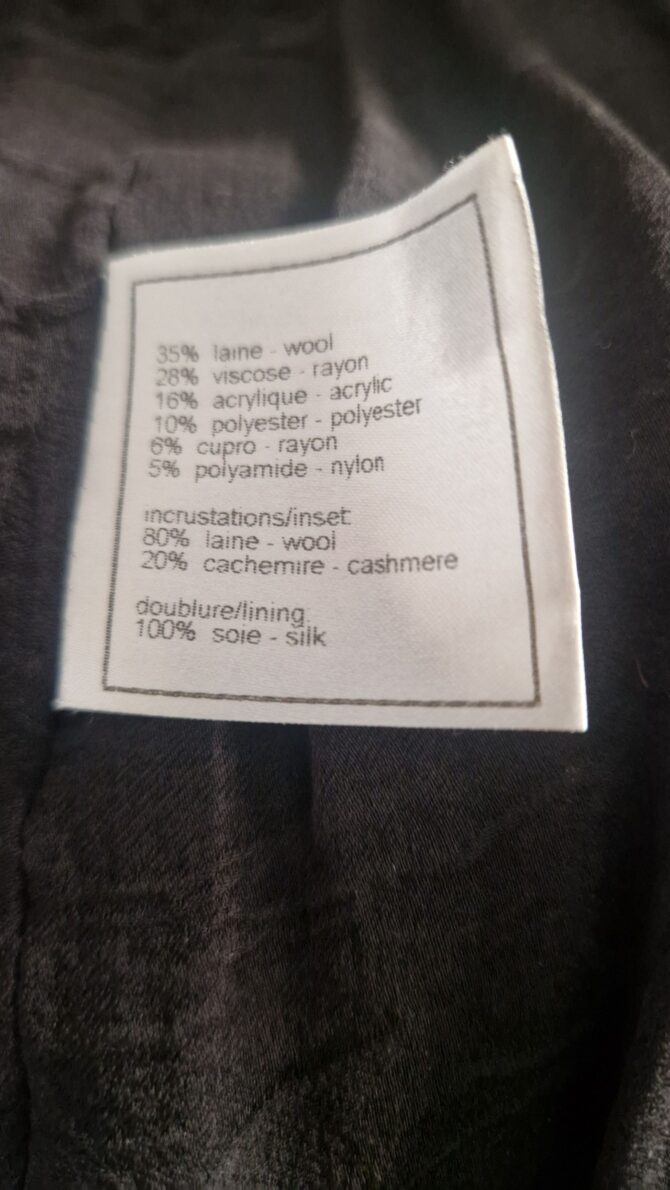 35% laine - wool
28% viscose - rayon
16% acrylique - acrylic
10% polyester - polyester
6% cupro - rayon
5% polyamide - nylon
incrustations/inset:
80% laine - wool
20% cachemire - cashmere
doublure/lining
100% soie - silk